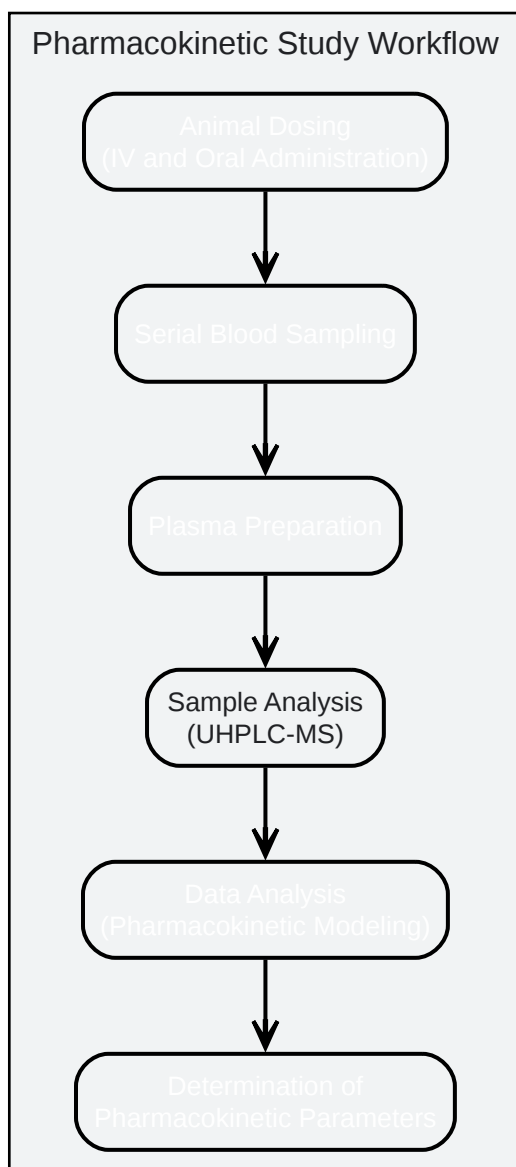 Pharmacokinetic Study Workflow
Animal Dosing
(IV and Oral Administration)
Serial Blood Sampling
Plasma Preparation
Sample Analysis
(UHPLC-MS)
Data Analysis
(Pharmacokinetic Modeling)
Determination of
Pharmacokinetic Parameters